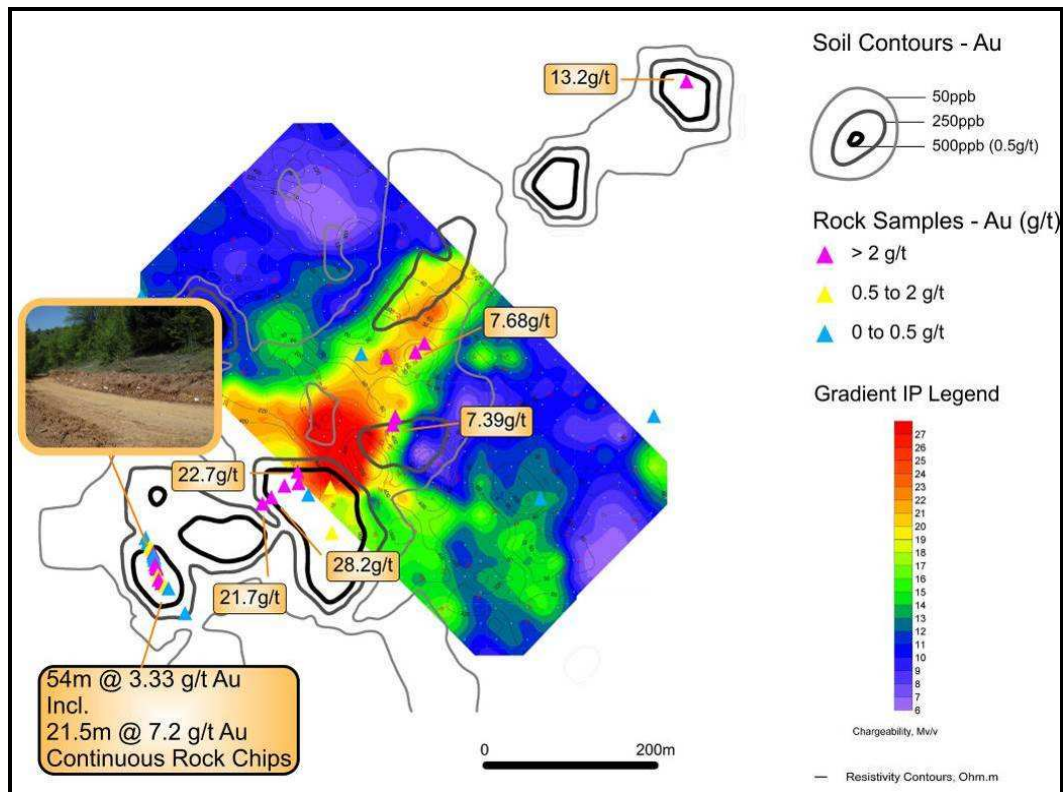 13.2g/t
7.68g/t
7.39g/t
22.7g/t
28.2g/t
21.7g/t
54m @ 3.33 g/t Au
Incl.
21.5m @ 7.2 g/t Au
Continuous Rock Chips
0 200m
Soil Contours - Au
50ppb
250ppb
500ppb (0.5g/t)
Rock Samples - Au (g/t)
> 2 g/t
0.5 to 2 g/t
0 to 0.5 g/t
Gradient IP Legend
27
26
25
24
23
22
21
20
19
18
17
16
15
14
13
12
11
10
9
8
7
6
Chargeability, Mv/v
Resistivity Contours, Ohm.m